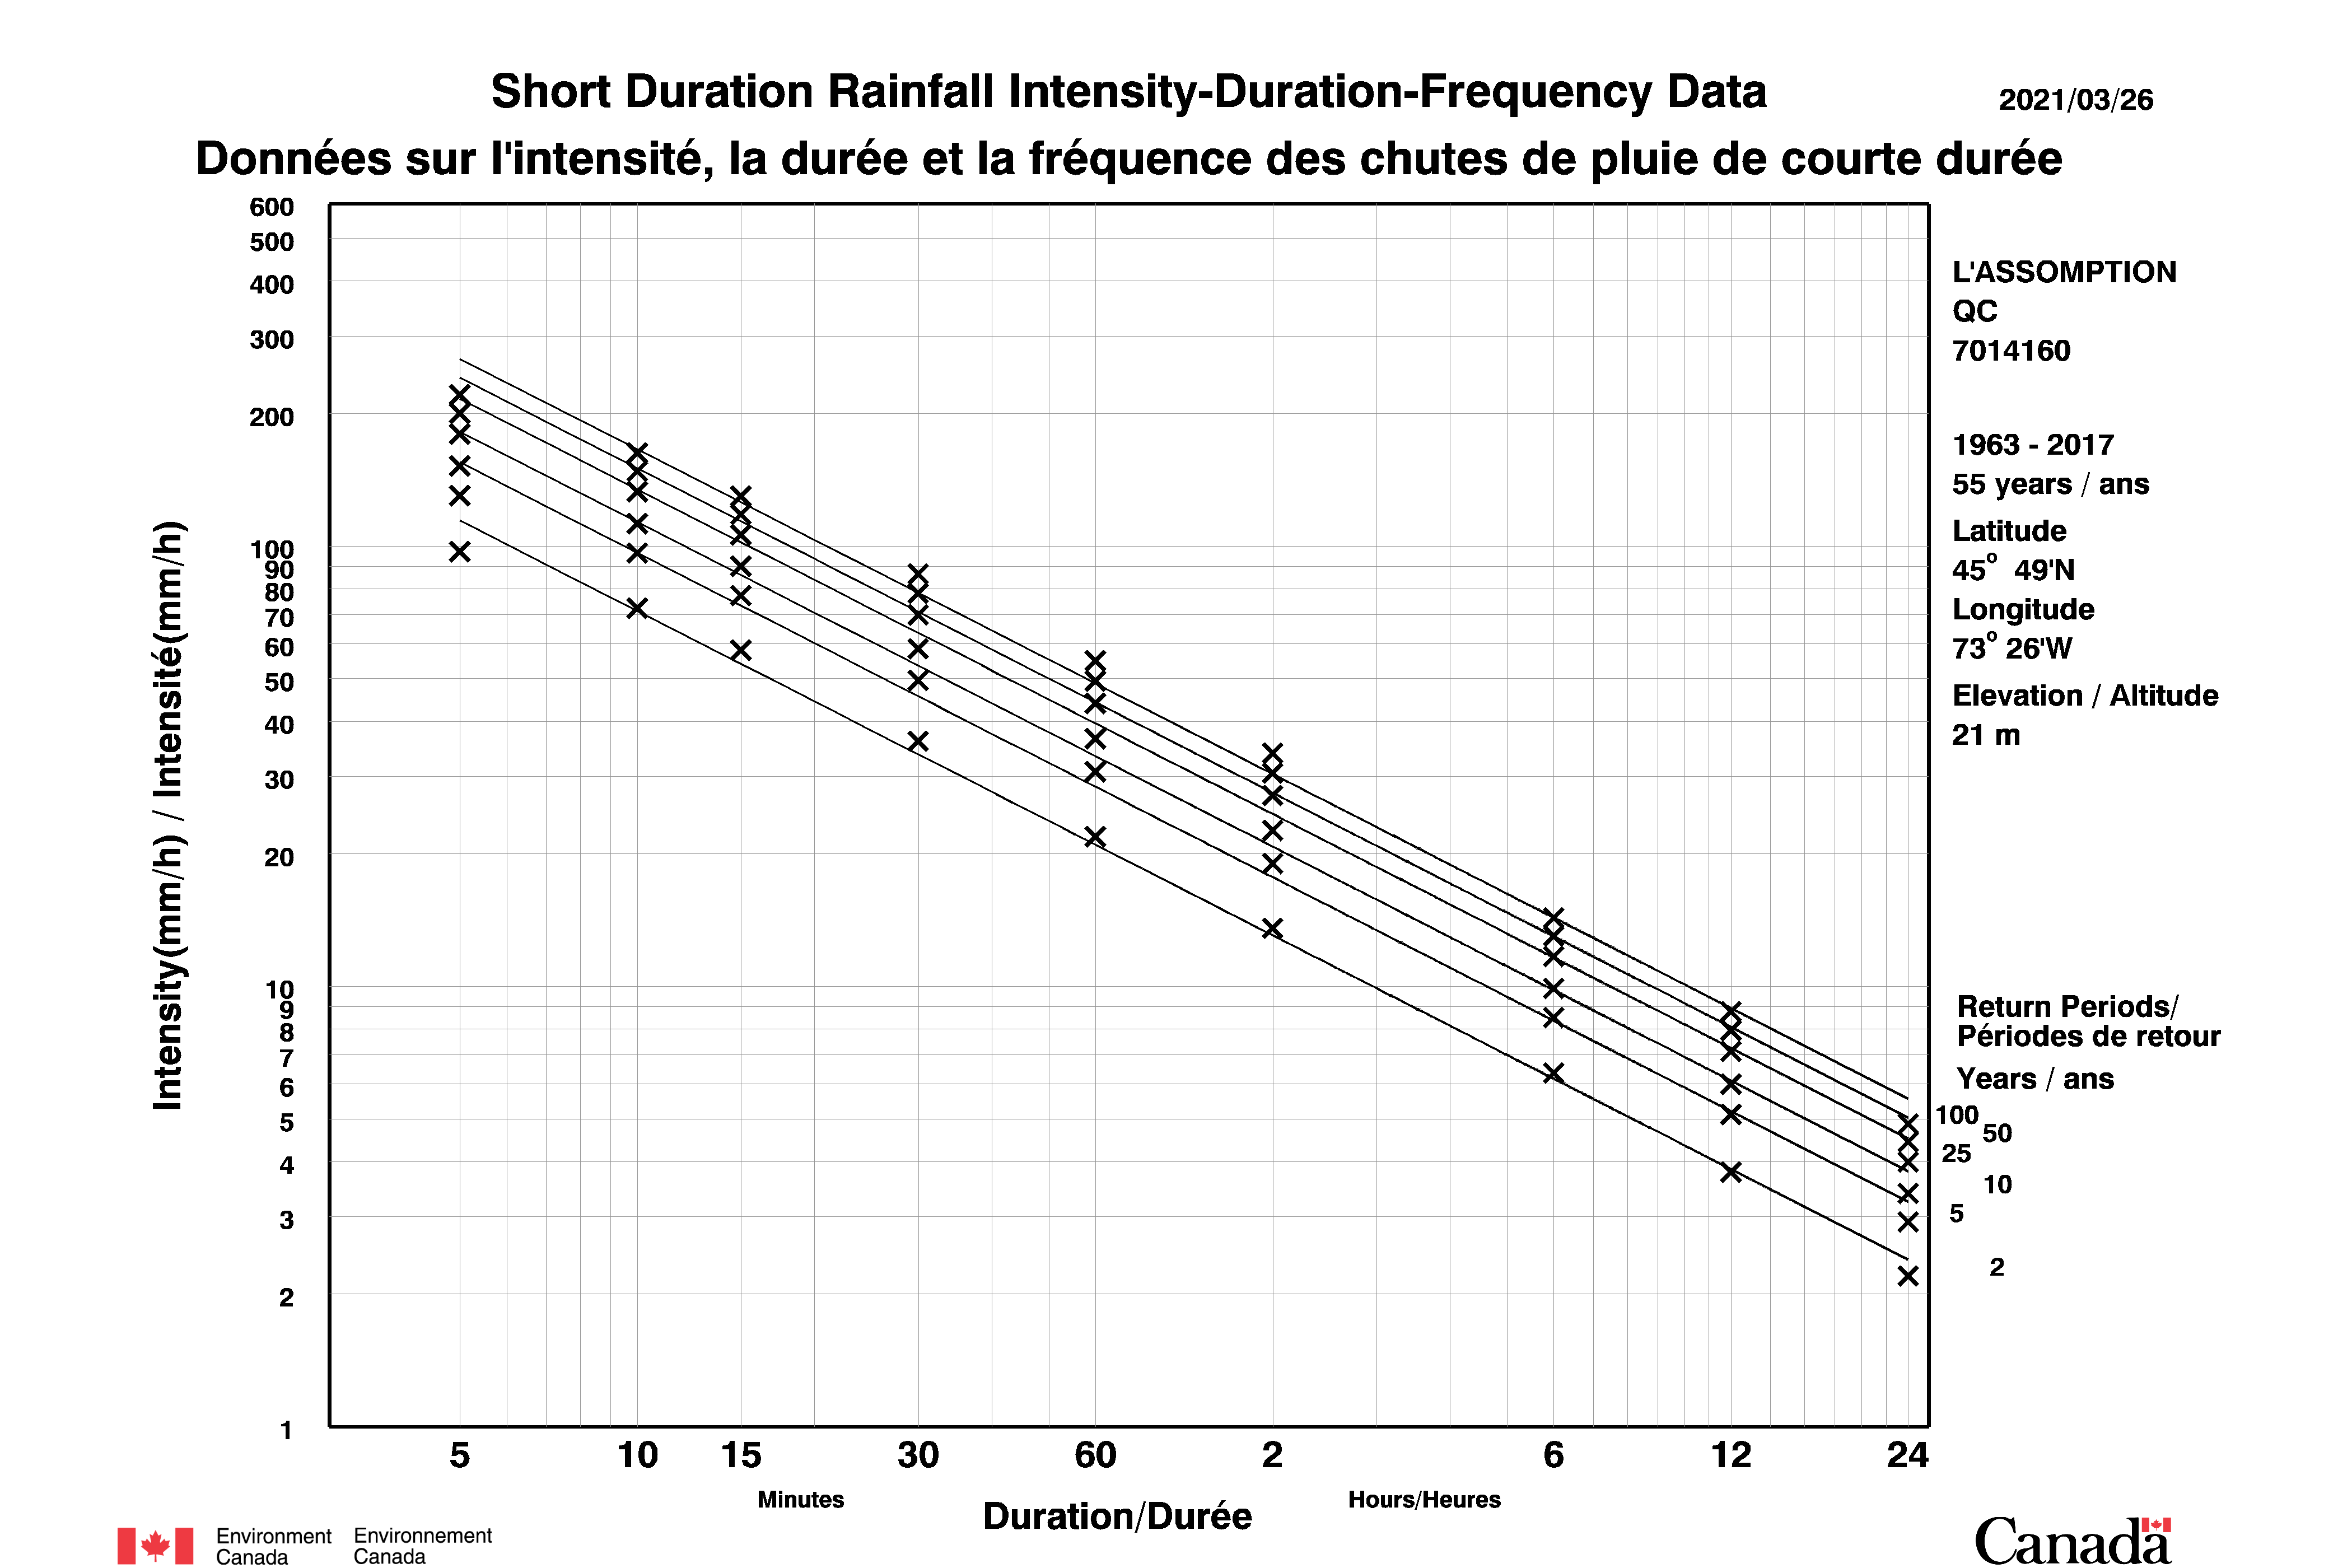 Short Duration Rainfall Intensity-Duration-Frequency Data
2021/03/26
Données sur l'intensité, la durée et la fréquence des chutes de pluie de courte durée
600
500
400
300
200
100
90
80
70
60
50
40
30
20
10
9
8
7
6
5
4
3
2
1
Intensity(mm/h) / Intensité(mm/h)
L'ASSOMPTION
QC
7014160
1963 - 2017
55 years / ans
Latitude
45° 49'N
Longitude
73° 26'W
Elevation / Altitude
21 m
Return Periods/
Périodes de retour
Years / ans
100
50
25
10
5
2
5 10 15 30 60 2 6 12 24
Minutes
Hours/Heures
Duration/Durée
Environment Environnement
Canada Canada
Canada